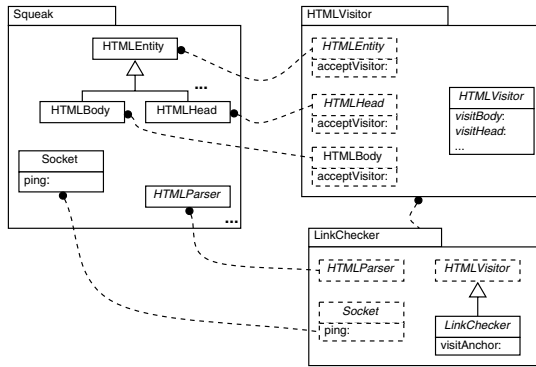 Squeak
HTMLEntity
...
HTMLBody
HTMLHead
Socket
ping:
HTMLParser
...
HTMLVisitor
HTMLEntity
acceptVisitor:
HTMLHead
acceptVisitor:
HTMLBody
acceptVisitor:
HTMLVisitor
visitBody:
visitHead:
...
LinkChecker
HTMLParser
HTMLVisitor
Socket
ping:
LinkChecker
visitAnchor: